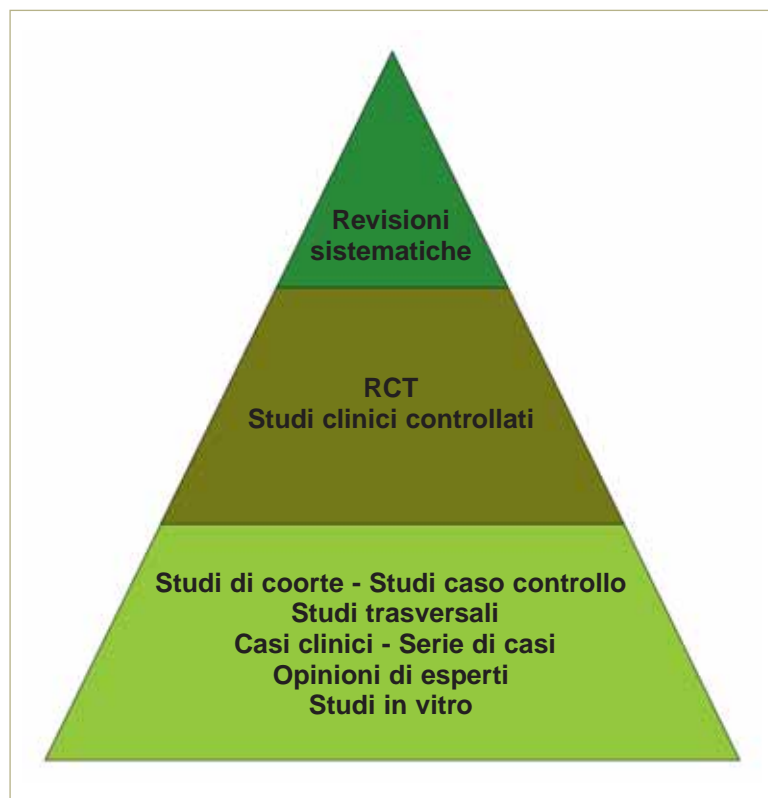 Revisioni
sistematiche
RCT
Studi clinici controllati
Studi di coorte - Studi caso controllo
Studi trasversali
Casi clinici - Serie di casi
Opinioni di esperti
Studi in vitro